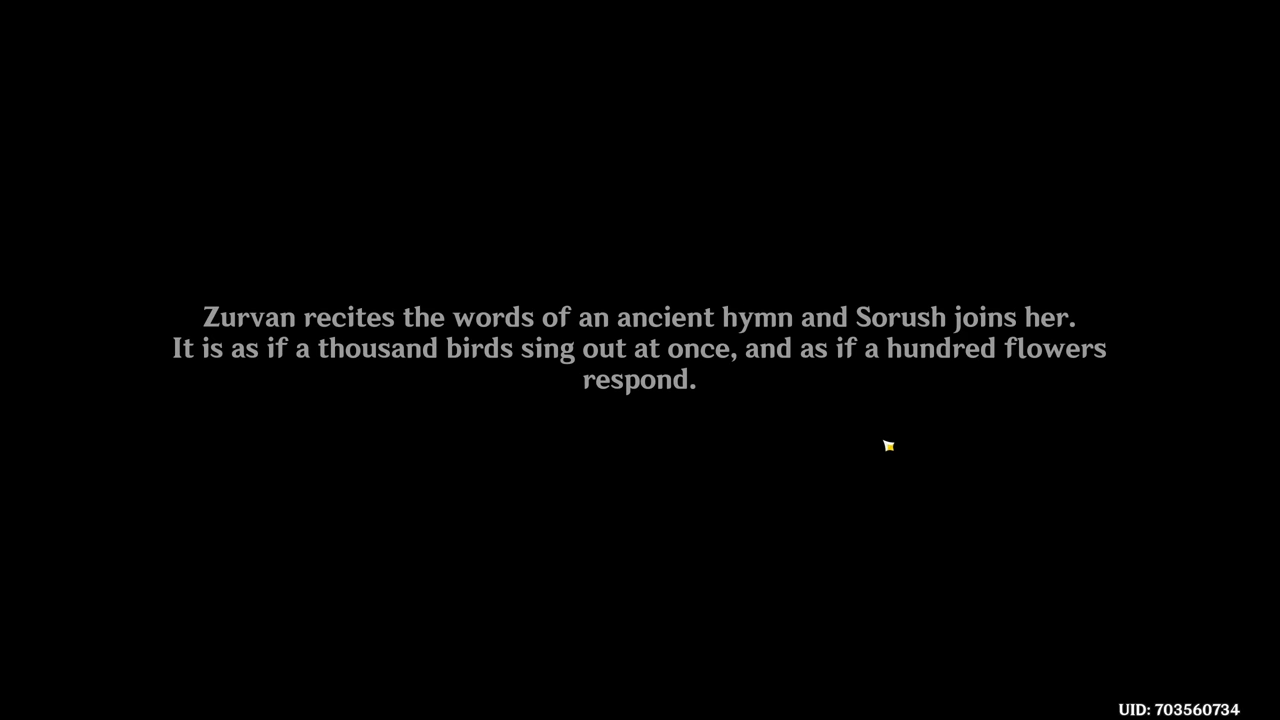 Zurvan recites the words of an ancient hymn and Sorush joins her.
It is as if a thousand birds sing out at once, and as if a hundred flowers
respond.
UID: 703560734